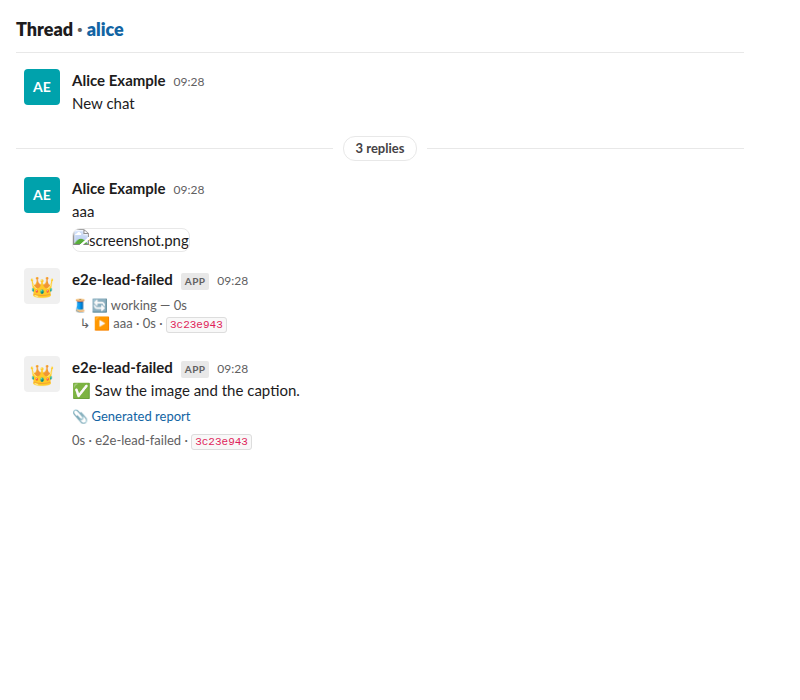 Thread · alice
AE
Alice Example 09:28
New chat
3 replies
AE
Alice Example 09:28
aaa
screenshot.png
e2e-lead-failed APP 09:28
🧵 🔄 working — 0s
↳ ▶️ aaa · 0s · 3c23e943
e2e-lead-failed APP 09:28
✅ Saw the image and the caption.
📎 Generated report
0s · e2e-lead-failed · 3c23e943